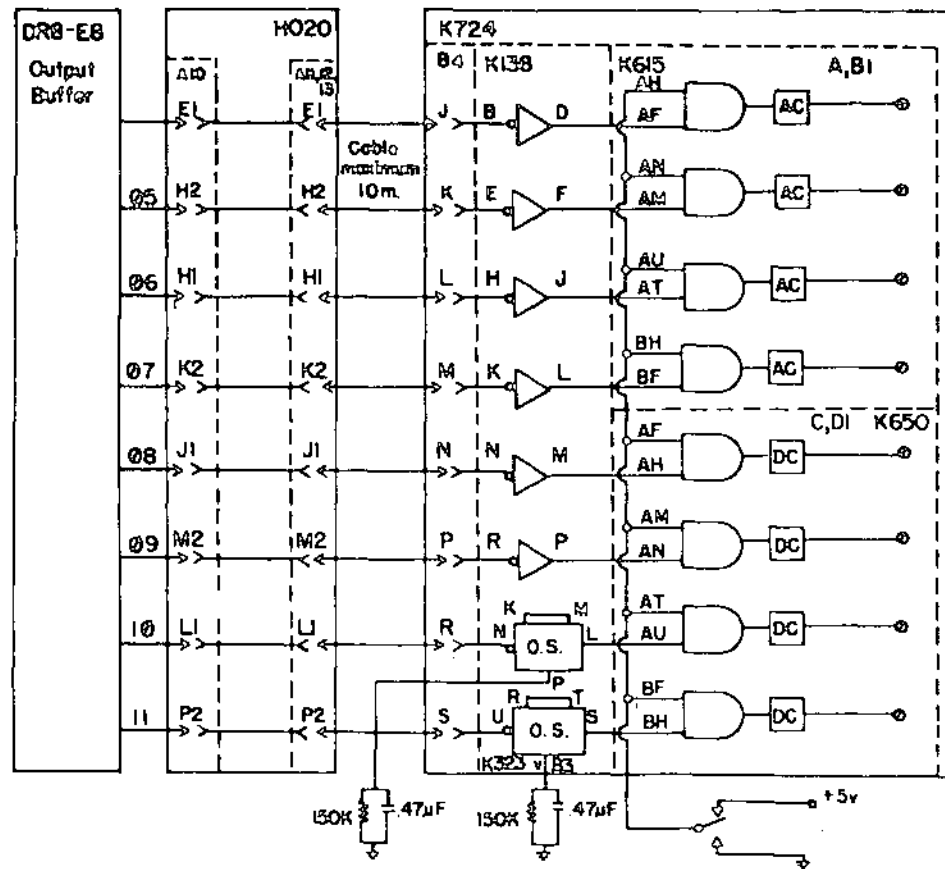 DR8-E8
Output
Buffer
H020
A10
K724
B4
K138
K615
A,B1
E1
E1
J
B
D
AH
AF
AC
Cable
maximum
10m.
05
H2
H2
K
E
F
AN
AM
AC
06
H1
H1
L
H
J
AU
AT
AC
07
K2
K2
M
K
L
BH
BF
AC
C,D1 K650
08
J1
J1
N
N
M
AF
AH
DC
09
M2
M2
P
R
P
AM
AN
DC
10
L1
L1
R
N
K
M
O.S.
L
P
AT
AU
DC
11
P2
P2
S
U
R
T
O.S.
S
BF
BH
DC
K323
V
B3
150K
.47µF
150K
.47µF
+5v